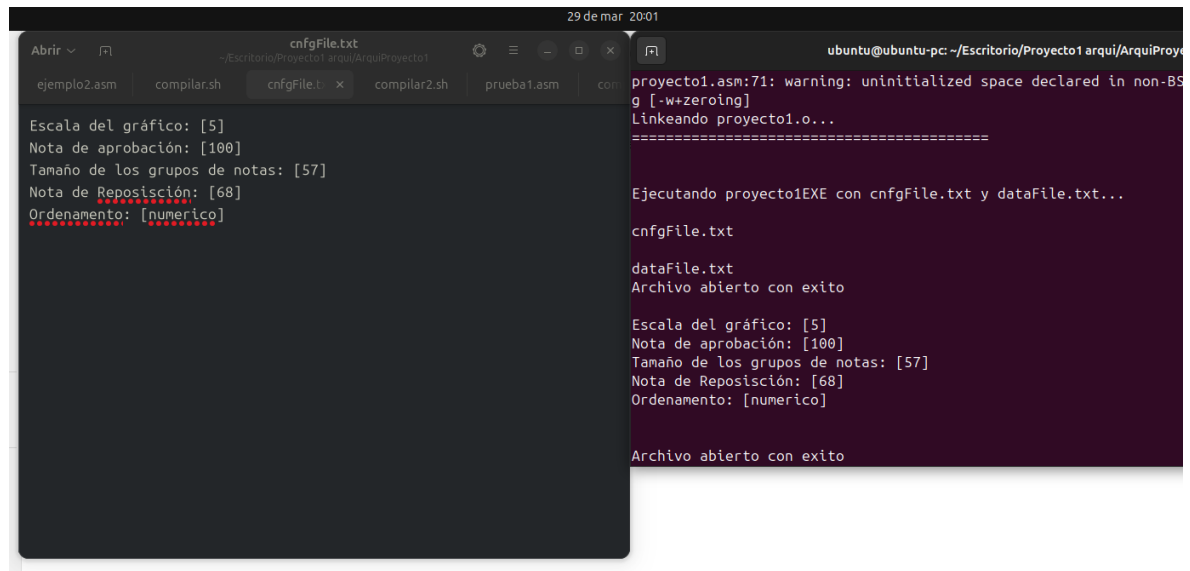 29 de mar 20:01
Abrir
cnfgFile.txt
~/Escritorio/Proyecto1 arqui/ArquiProyecto1
ejemplo2.asm compilar.sh cnfgFile.t compilar2.sh prueba1.asm com
Escala del gráfico: [5]
Nota de aprobación: [100]
Tamaño de los grupos de notas: [57]
Nota de Reposisción: [68]
Ordenamento: [numerico]
ubuntu@ubuntu-pc: ~/Escritorio/Proyecto1 arqui/ArquiProye
proyecto1.asm:71: warning: uninitialized space declared in non-BS
g [-w+zeroing]
Linkeando proyecto1.o...
==========================================
Ejecutando proyecto1EXE con cnfgFile.txt y dataFile.txt...
cnfgFile.txt
dataFile.txt
Archivo abierto con exito
Escala del gráfico: [5]
Nota de aprobación: [100]
Tamaño de los grupos de notas: [57]
Nota de Reposisción: [68]
Ordenamento: [numerico]
Archivo abierto con exito